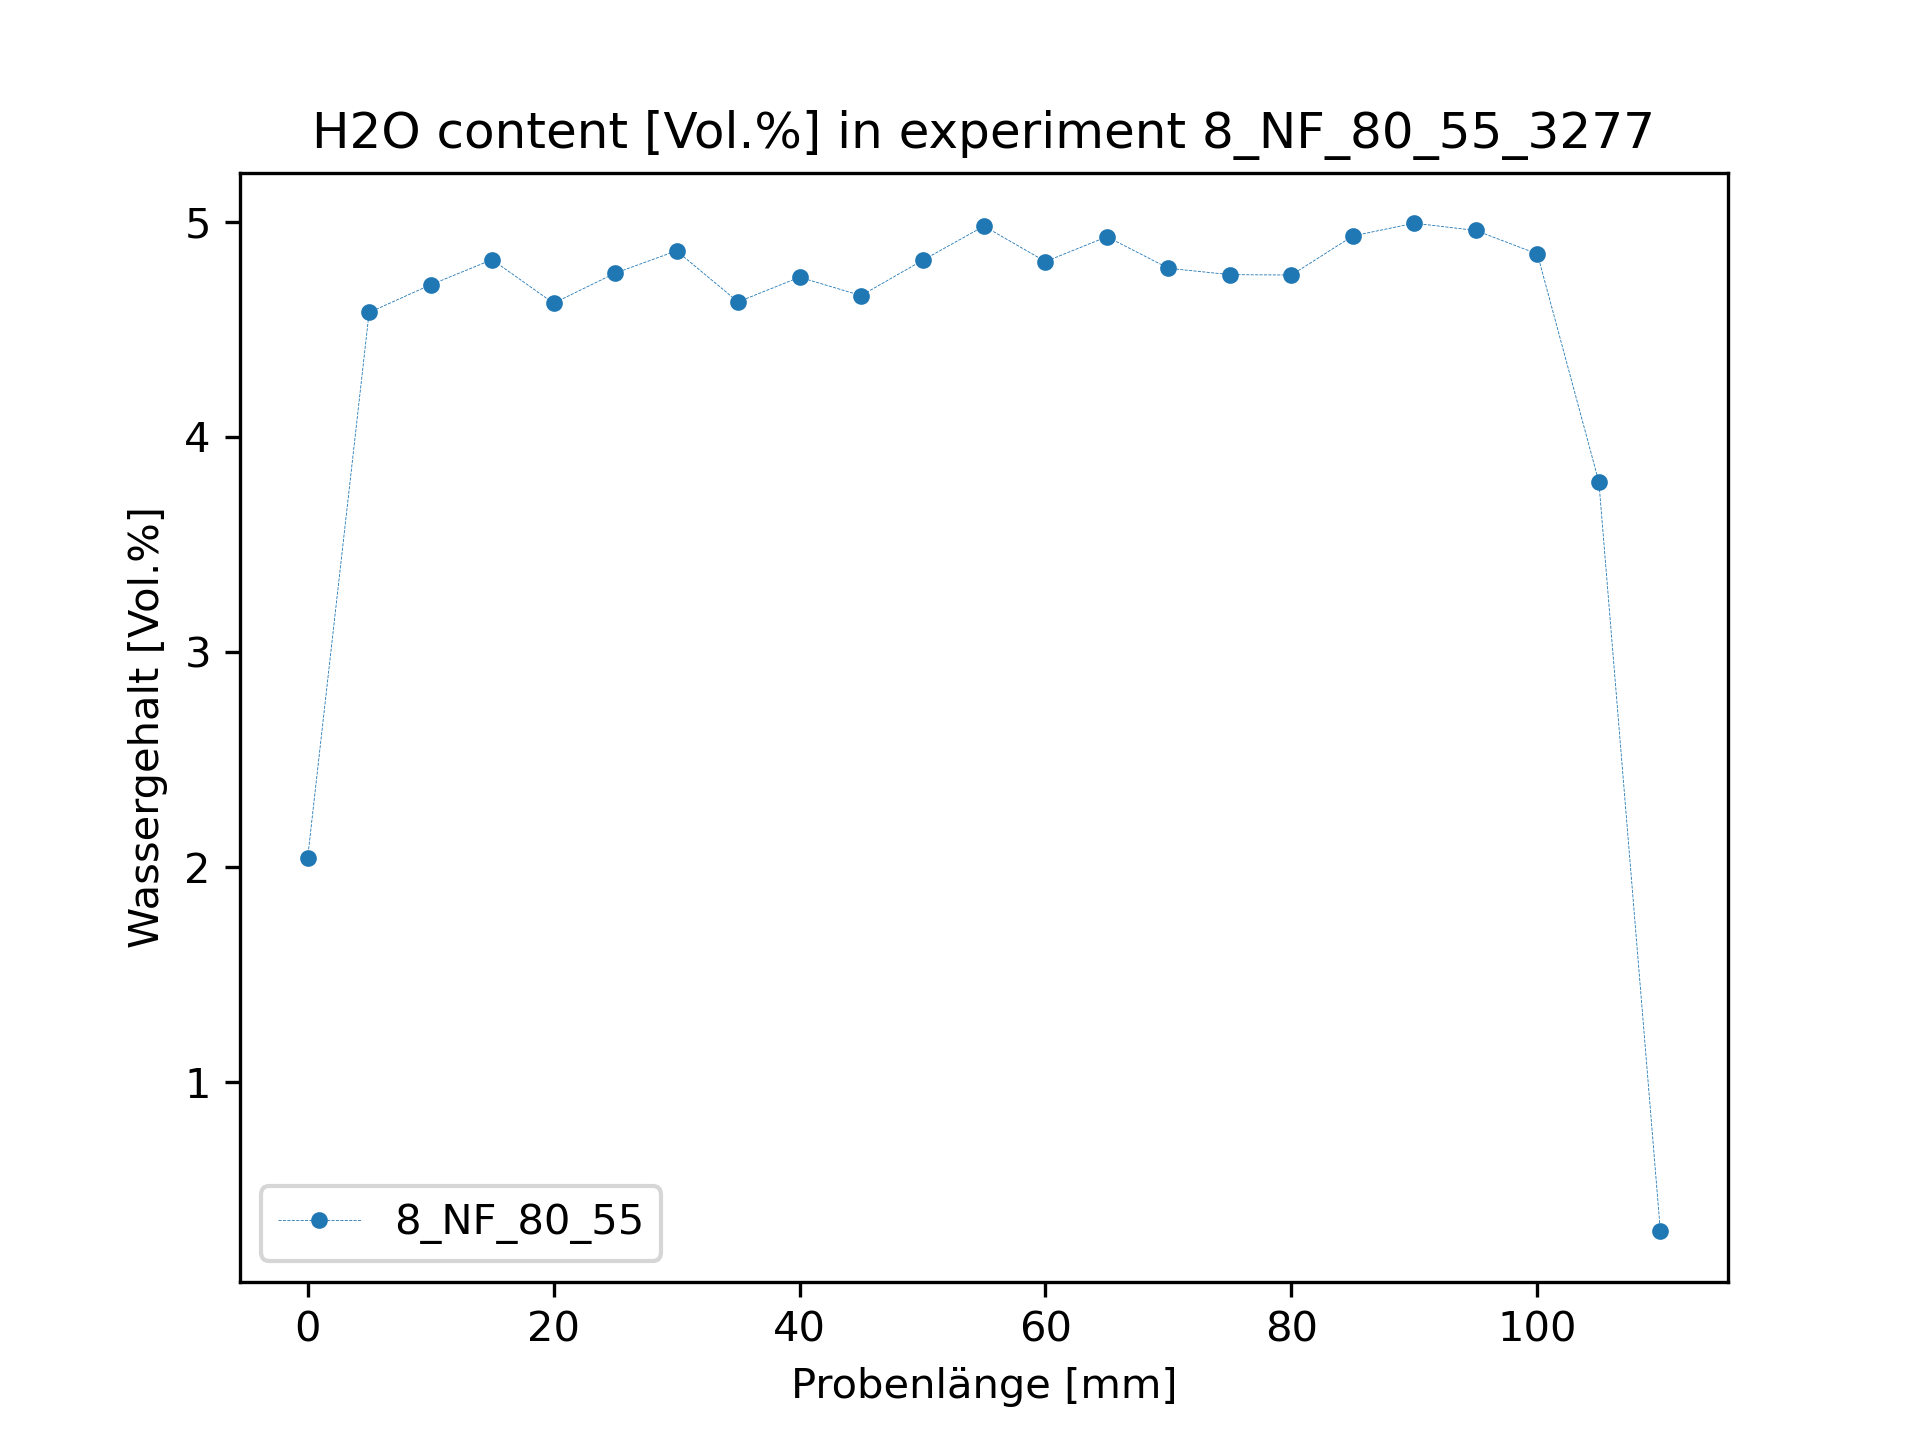 H2O content [Vol.%] in experiment 8_NF_80_55_3277
Wassergehalt [Vol.%]
5
4
3
2
1
8_NF_80_55
0 20 40 60 80 100
Probenlänge [mm]